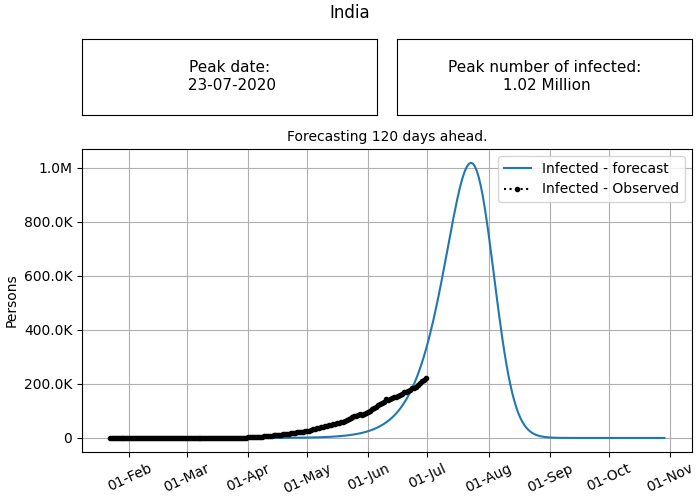 India
Peak date:
23-07-2020
Peak number of infected:
1.02 Million
Forecasting 120 days ahead.
Infected - forecast
Infected - Observed
1.0M
800.0K
600.0K
400.0K
200.0K
0
Persons
01-Feb
01-Mar
01-Apr
01-May
01-Jun
01-Jul
01-Aug
01-Sep
01-Oct
01-Nov